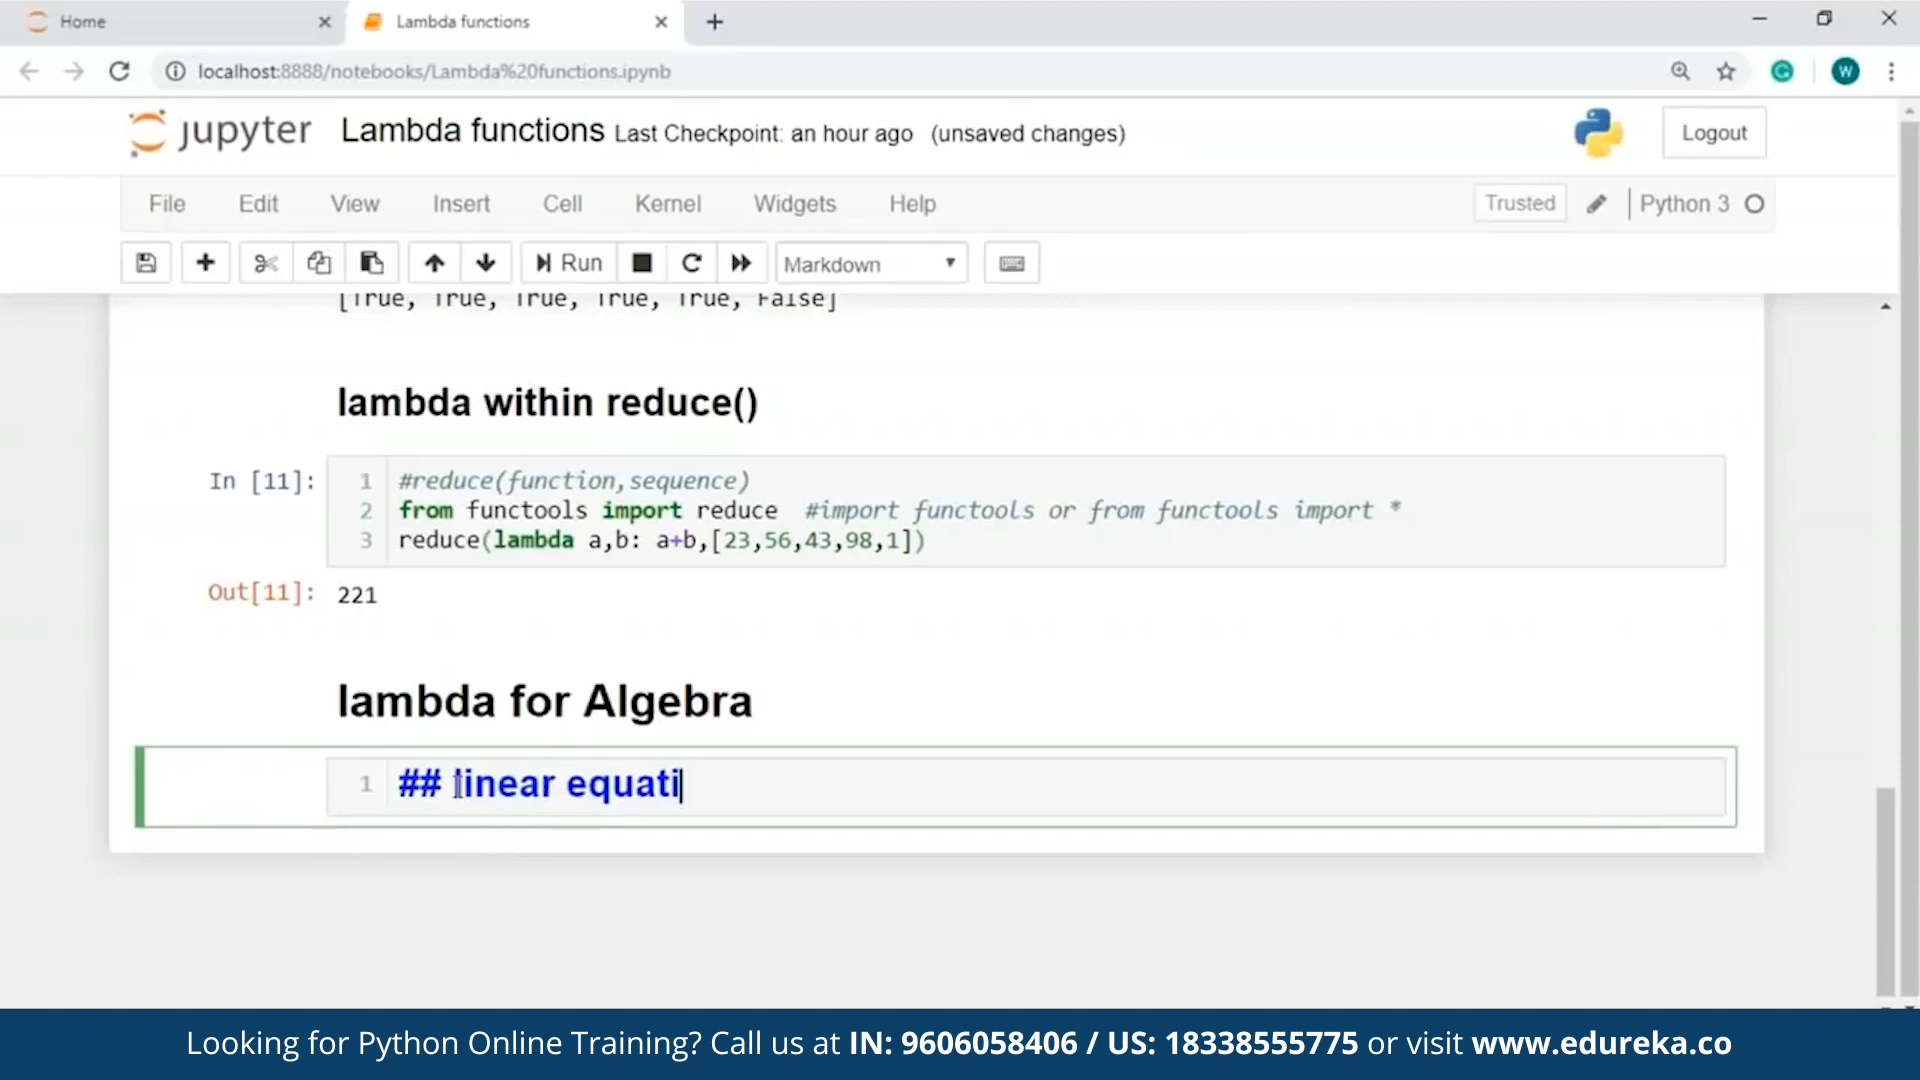 Home
Lambda functions
localhost:8888/notebooks/Lambda%20functions.ipynb
W
jupyter Lambda functions Last Checkpoint: an hour ago (unsaved changes)
Logout
File Edit View Insert Cell Kernel Widgets Help
Trusted Python 3
Run Markdown
[True, True, True, True, True, False]
lambda within reduce()
In [11]:
1 #reduce(function,sequence)
2 from functools import reduce #import functools or from functools import *
3 reduce(lambda a,b: a+b,[23,56,43,98,1])
Out[11]: 221
lambda for Algebra
1 ## linear equati
Looking for Python Online Training? Call us at IN: 9606058406 / US: 18338555775 or visit www.edureka.co